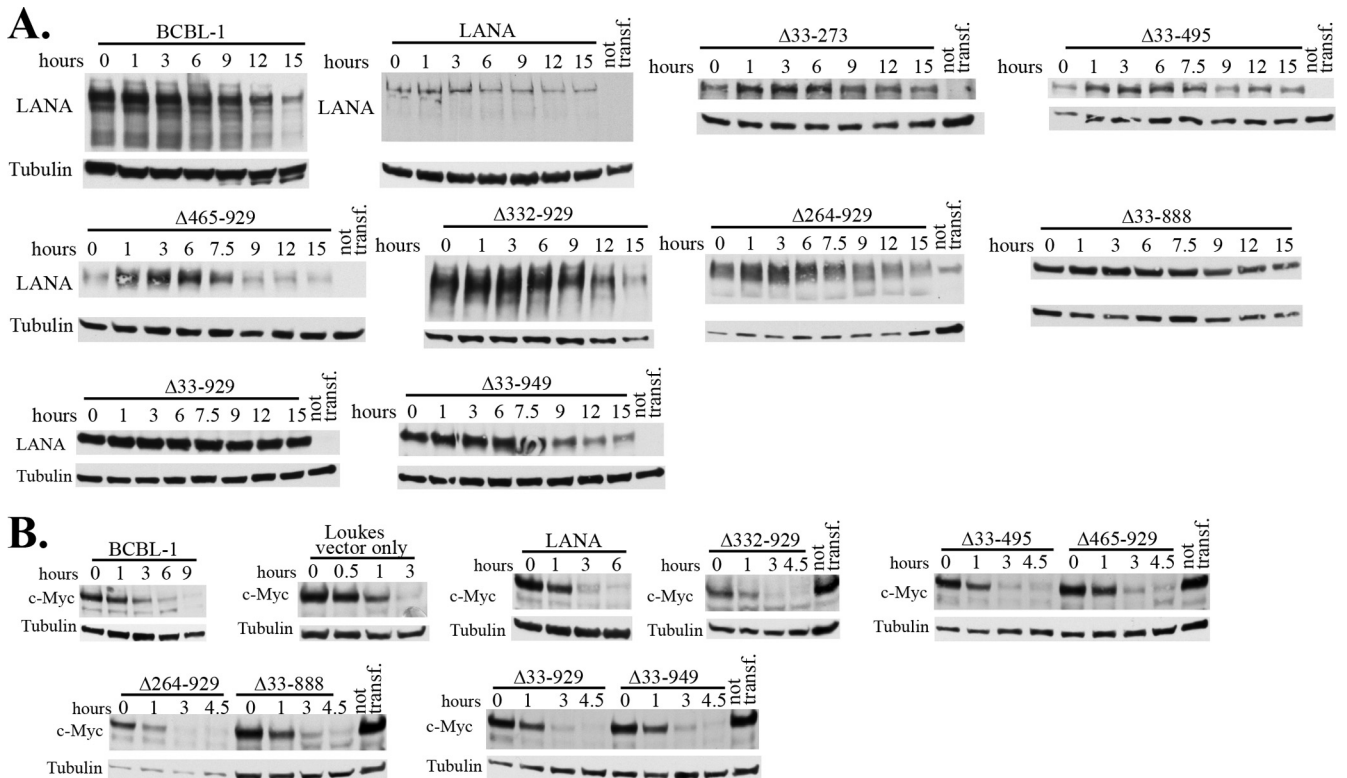 A.
BCBL-1
hours 0 1 3 6 9 12 15
LANA
Tubulin
LANA
hours 0 1 3 6 9 12 15 not transf.
LANA
Δ33-273
hours 0 1 3 6 9 12 15 not transf.
Δ33-495
hours 0 1 3 6 7.5 9 12 15 not transf.
Δ465-929
hours 0 1 3 6 7.5 9 12 15 not transf.
LANA
Tubulin
Δ332-929
hours 0 1 3 6 9 12 15
Δ264-929
hours 0 1 3 6 7.5 9 12 15 not transf.
Δ33-888
hours 0 1 3 6 7.5 9 12 15
Δ33-929
hours 0 1 3 6 7.5 9 12 15 not transf.
LANA
Tubulin
Δ33-949
hours 0 1 3 6 7.5 9 12 15 not transf.
B.
BCBL-1
hours 0 1 3 6 9
c-Myc
Tubulin
Loukes
vector only
hours 0 0.5 1 3
c-Myc
Tubulin
LANA
hours 0 1 3 6
c-Myc
Tubulin
Δ332-929
hours 0 1 3 4.5 not transf.
c-Myc
Tubulin
Δ33-495 Δ465-929
hours 0 1 3 4.5 0 1 3 4.5 not transf.
c-Myc
Tubulin
Δ264-929 Δ33-888
hours 0 1 3 4.5 0 1 3 4.5 not transf.
c-Myc
Tubulin
Δ33-929 Δ33-949
hours 0 1 3 4.5 0 1 3 4.5 not transf.
c-Myc
Tubulin